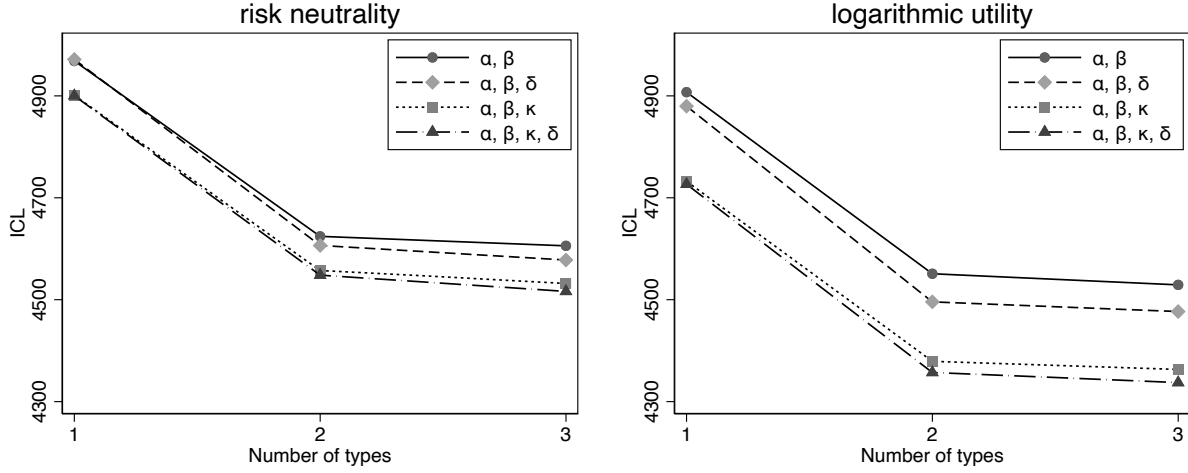 risk neutrality
ICL
4900
4700
4500
4300
1
2
3
Number of types
α, β
α, β, δ
α, β, κ
α, β, κ, δ
logarithmic utility
ICL
4900
4700
4500
4300
1
2
3
Number of types
α, β
α, β, δ
α, β, κ
α, β, κ, δ